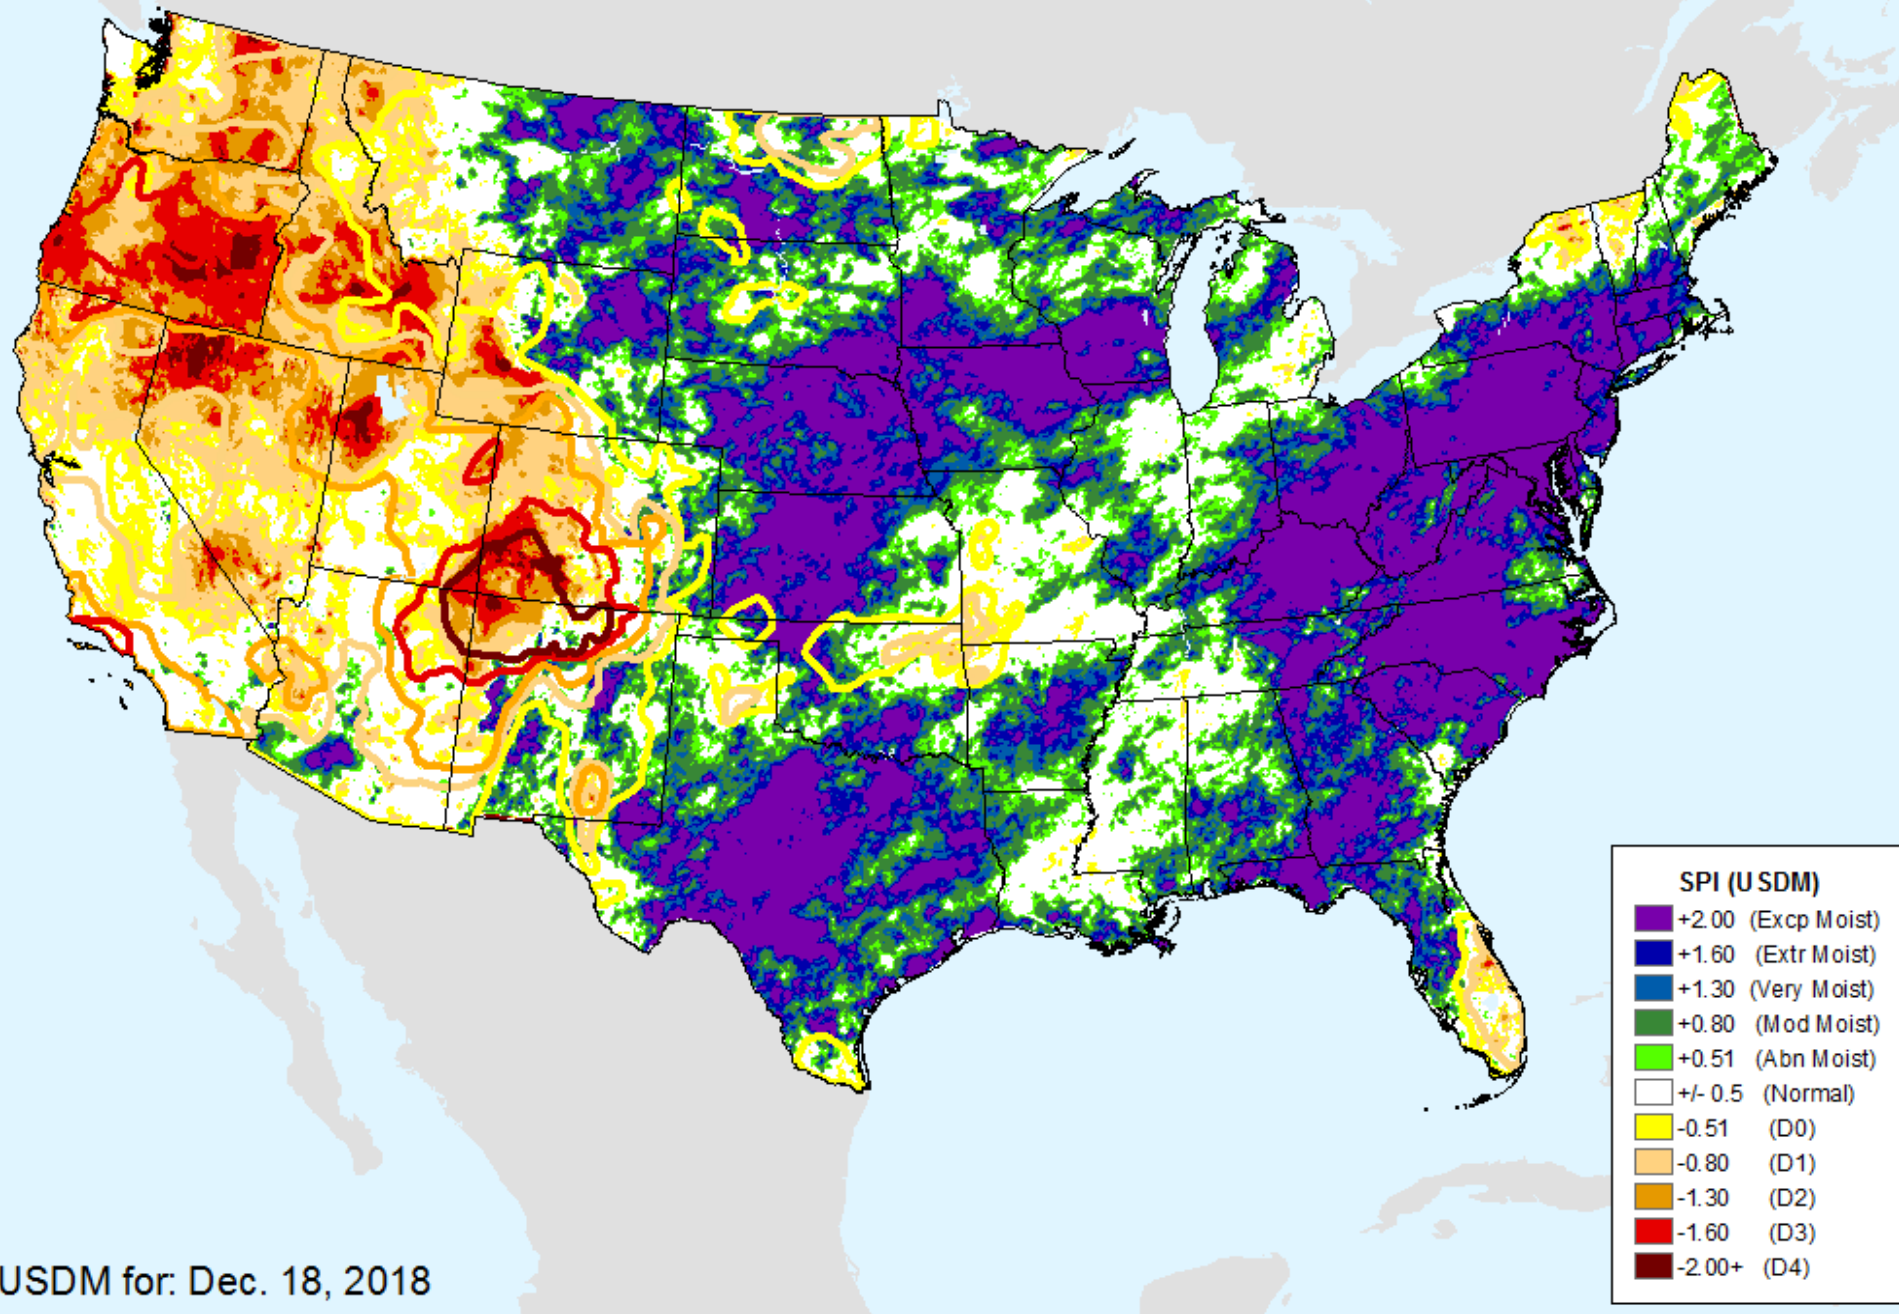 SPI (USDM)
+2.00 (Excp Moist)
+1.60 (Extr Moist)
+1.30 (Very Moist)
+0.80 (Mod Moist)
+0.51 (Abn Moist)
+/- 0.5 (Normal)
-0.51 (D0)
-0.80 (D1)
-1.30 (D2)
-1.60 (D3)
-2.00+ (D4)
USDM for: Dec. 18, 2018